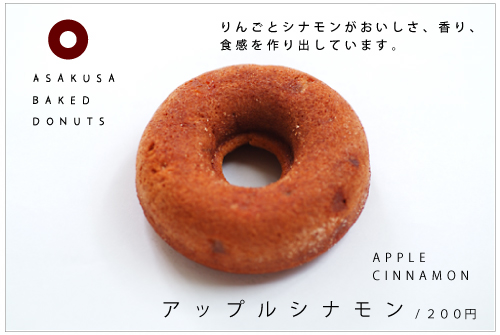 りんごとシナモンがおいしさ、香り、
食感を作り出しています。
ASAKUSA
BAKED
DONUTS
APPLE
CINNAMON
アップルシナモン/200円